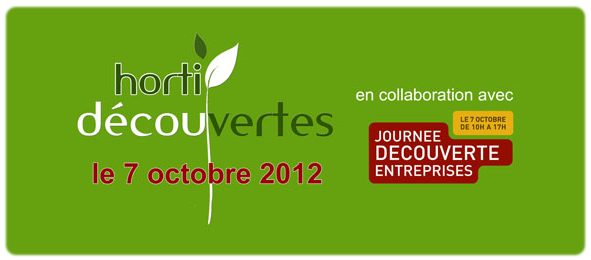 horti
découvertes
le 7 octobre 2012
en collaboration avec
LE 7 OCTOBRE
DE 10H A 17H
JOURNEE
DECOUVERTE
ENTREPRISES